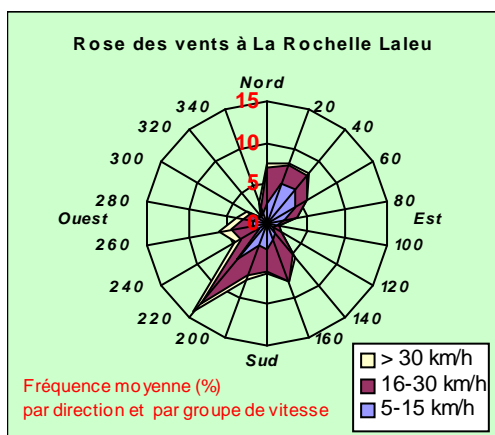 Rose des vents à La Rochelle Laleu
Nord
15
340
20
320
40
10
300
60
5
280
80
Ouest
0
Est
260
100
240
120
220
140
200
160
Sud
> 30 km/h
16-30 km/h
5-15 km/h
Fréquence moyenne (%)
par direction et par groupe de vitesse